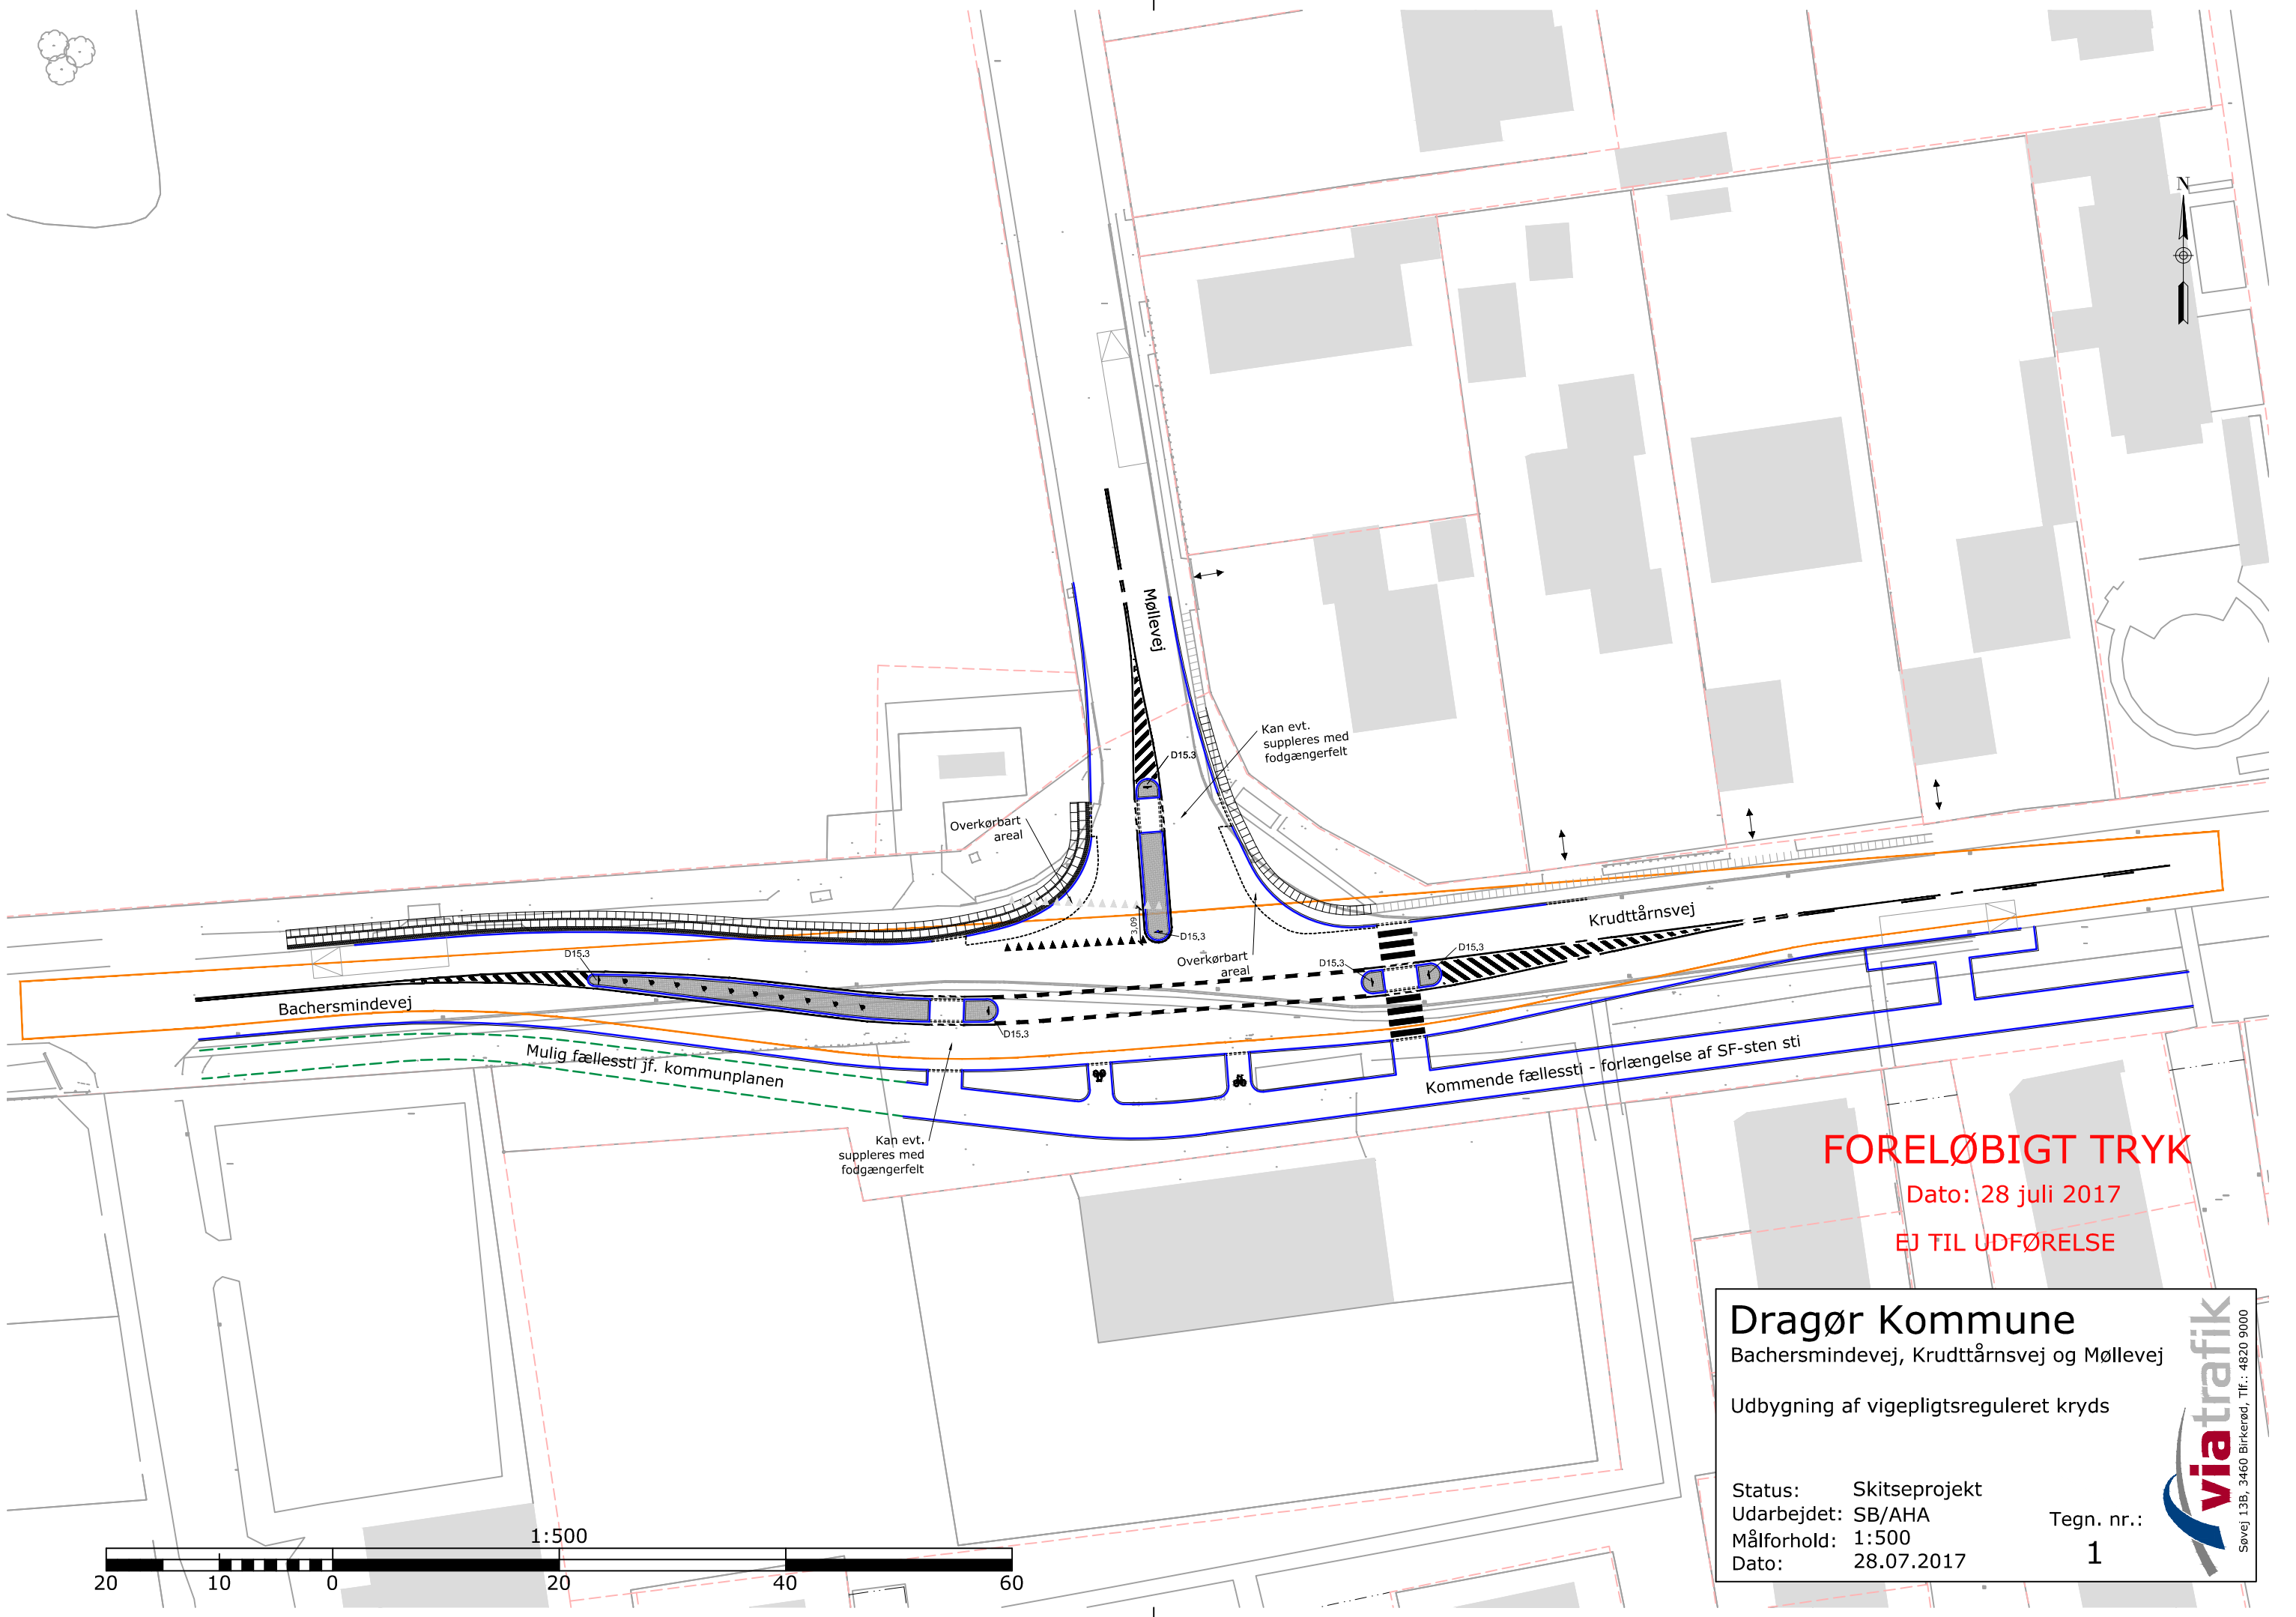 N
Møllevej
Kan evt.
suppleres med
fodgængerfelt
D15.3
Overkørbart
areal
3,09
D15,3
Krudttårnsvej
Overkørbart
areal
D15.3
D15,3
D15.3
Bachersmindevej
D15,3
Mulig fællessti jf. kommunplanen
Kommende fællessti - forlængelse af SF-sten sti
Kan evt.
suppleres med
fodgængerfelt
FORELØBIGT TRYK
Dato: 28 juli 2017
EJ TIL UDFØRELSE
Dragør Kommune
Bachersmindevej, Krudttårnsvej og Møllevej
Udbygning af vigepligtsreguleret kryds
Status: Skitseprojekt
Udarbejdet: SB/AHA
Målforhold: 1:500
Dato: 28.07.2017
Tegn. nr.:
1
viatrafik
Søvej 13B, 3460 Birkerød, Tlf.: 4820 9000
1:500
20 10 0 20 40 60